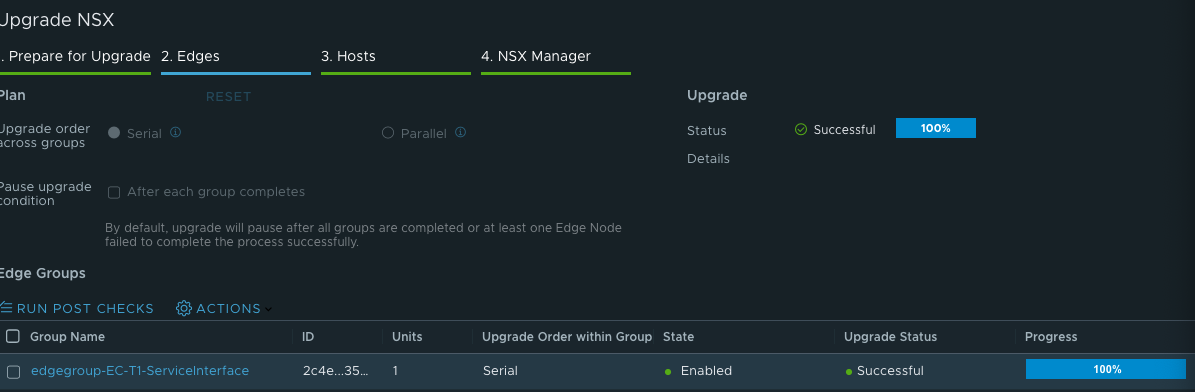 Upgrade NSX
. Prepare for Upgrade 2. Edges 3. Hosts 4. NSX Manager
Plan RESET Upgrade
Upgrade order across groups Serial Parallel Status Successful 100%
Details
Pause upgrade condition After each group completes
By default, upgrade will pause after all groups are completed or at least one Edge Node
failed to complete the process successfully.
Edge Groups
RUN POST CHECKS ACTIONS
Group Name ID Units Upgrade Order within Group State Upgrade Status Progress
edgegroup-EC-T1-ServiceInterface 2c4e...35... 1 Serial Enabled Successful 100%